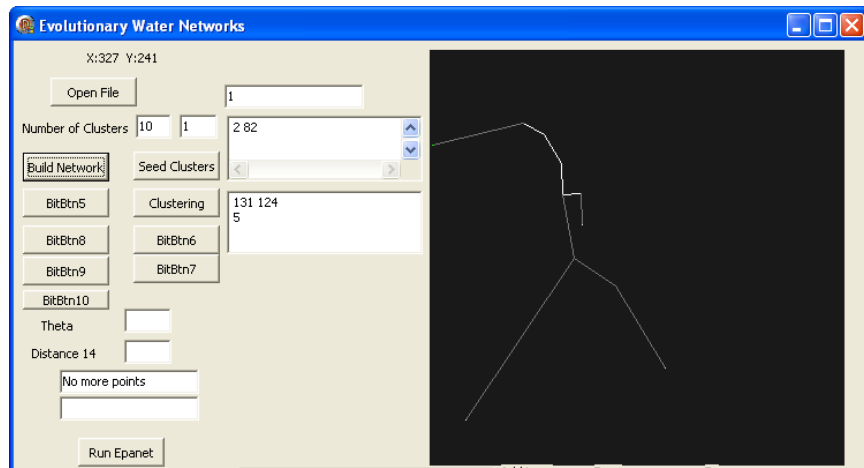 Evolutionary Water Networks
X:327 Y:241
Open File
1
Number of Clusters 10 1
2 82
Build Network
Seed Clusters
BitBtn5
Clustering
131 124
5
BitBtn8
BitBtn6
BitBtn9
BitBtn7
BitBtn10
Theta
Distance 14
No more points
Run Epanet